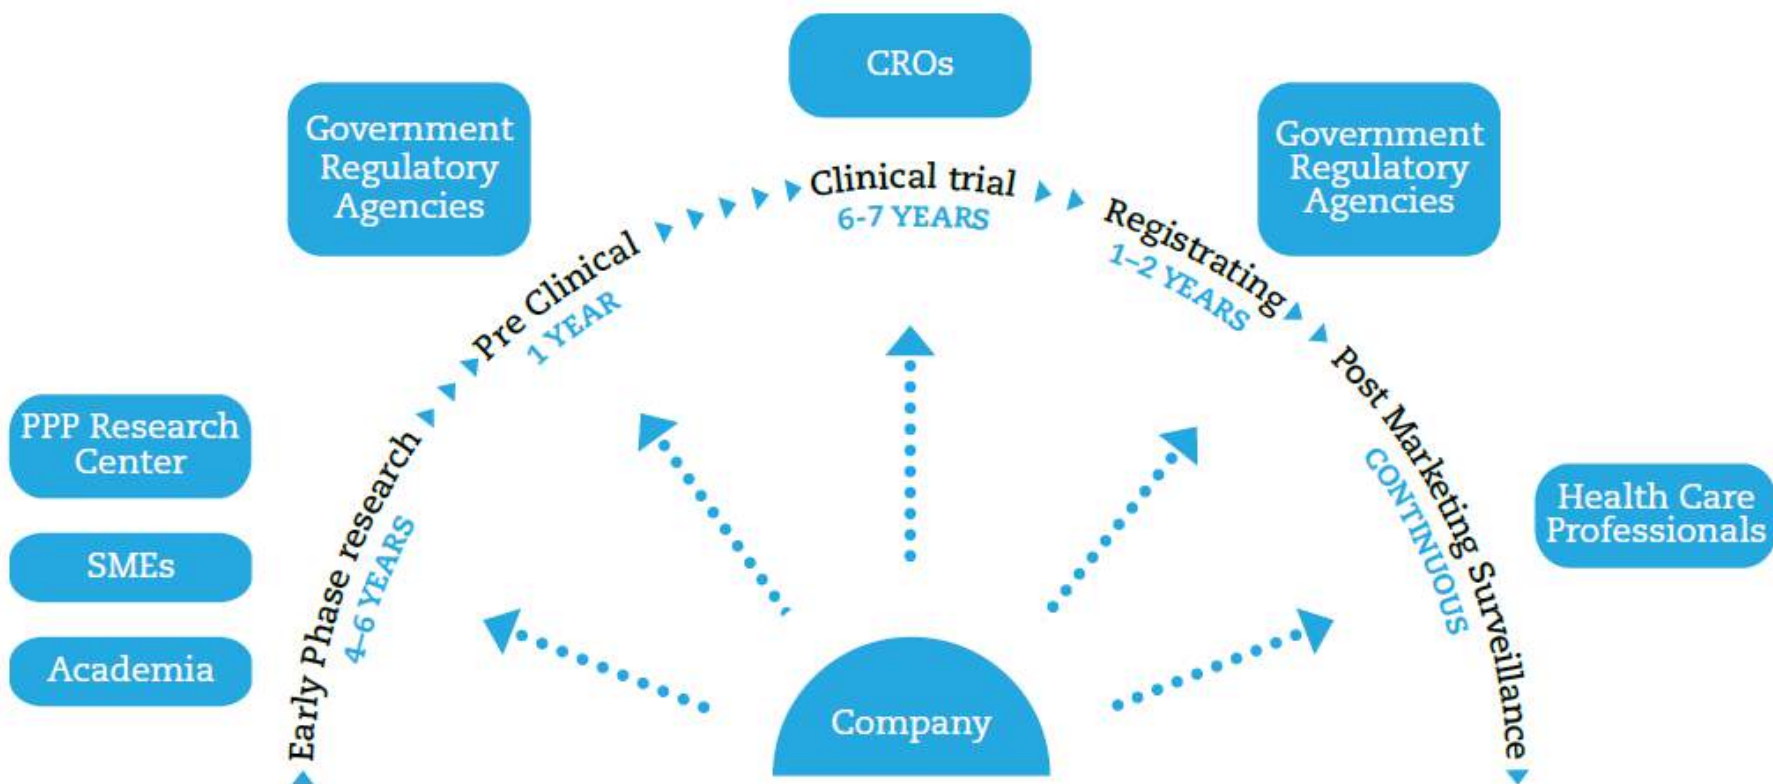 CROs
Government
Regulatory
Agencies
Government
Regulatory
Agencies
Clinical trial
6-7 YEARS
Registrating
1–2 YEARS
Pre Clinical
1 YEAR
Post Marketing Surveillance
CONTINUOUS
PPP Research
Center
SMEs
Academia
Early Phase research
4–6 YEARS
Health Care
Professionals
Company